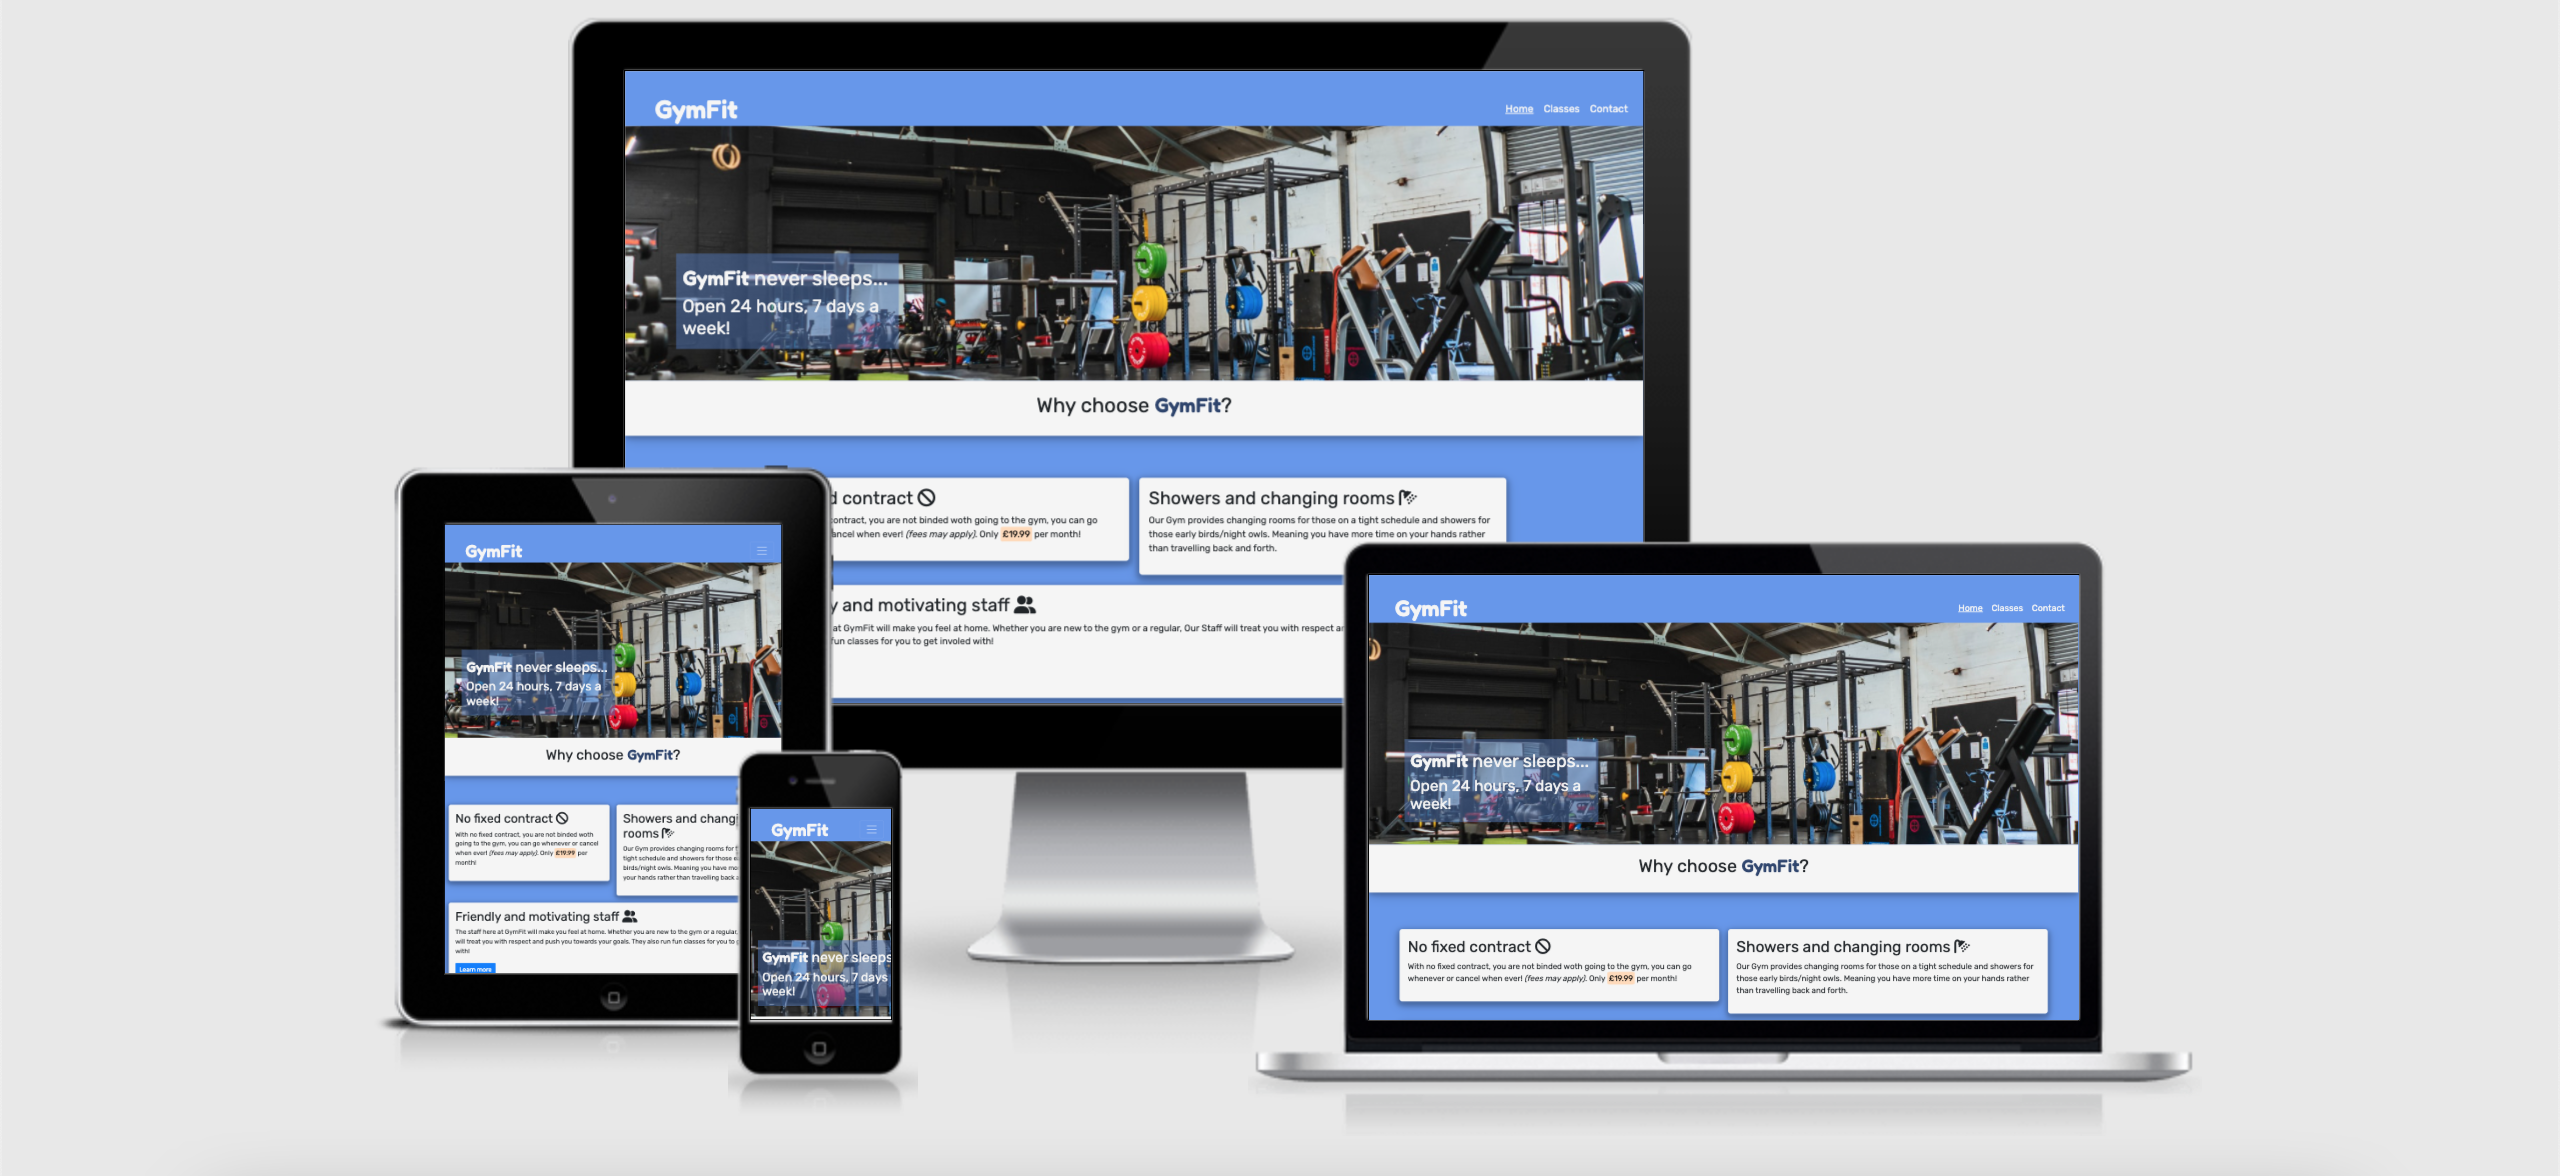 GymFit
Home Classes Contact
GymFit never sleeps...
Open 24 hours, 7 days a
week!
Why choose GymFit?
d contract
ontract, you are not binded woth going to the gym, you can go
ancel when ever! (fees may apply). Only £19.99 per month!
Showers and changing rooms
Our Gym provides changing rooms for those on a tight schedule and showers for
those early birds/night owls. Meaning you have more time on your hands rather
than travelling back and forth.
y and motivating staff
at GymFit will make you feel at home. Whether you are new to the gym or a regular, Our Staff will treat you with respect an
fun classes for you to get involed with!
GymFit
GymFit never sleeps...
Open 24 hours, 7 days a
week!
Why choose GymFit?
No fixed contract
With no fixed contract, you are not binded woth
going to the gym, you can go whenever or cancel
when ever! (fees may apply). Only £19.99 per
month!
Showers and changi
rooms
Our Gym provides changing rooms for
tight schedule and showers for those e
birds/night owls. Meaning you have mo
your hands rather than travelling back a
Friendly and motivating staff
The staff here at GymFit will make you feel at home. Whether you are new to the gym or a regular,
will treat you with respect and push you towards your goals. They also run fun classes for you to g
with!
Learn more
GymFit
GymFit never sleeps
Open 24 hours, 7 days
week!
GymFit
Home Classes Contact
GymFit never sleeps...
Open 24 hours, 7 days a
week!
Why choose GymFit?
No fixed contract
With no fixed contract, you are not binded woth going to the gym, you can go
whenever or cancel when ever! (fees may apply). Only £19.99 per month!
Showers and changing rooms
Our Gym provides changing rooms for those on a tight schedule and showers for
those early birds/night owls. Meaning you have more time on your hands rather
than travelling back and forth.